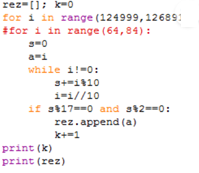 rez=[]; k=0
for i in range(124999,12689
#for i in range(64,84):
s=0
a=i
while i!=0:
s+=i%10
i=i//10
if s%17==0 and s%2==0:
rez.append(a)
k+=1
print(k)
print(rez)